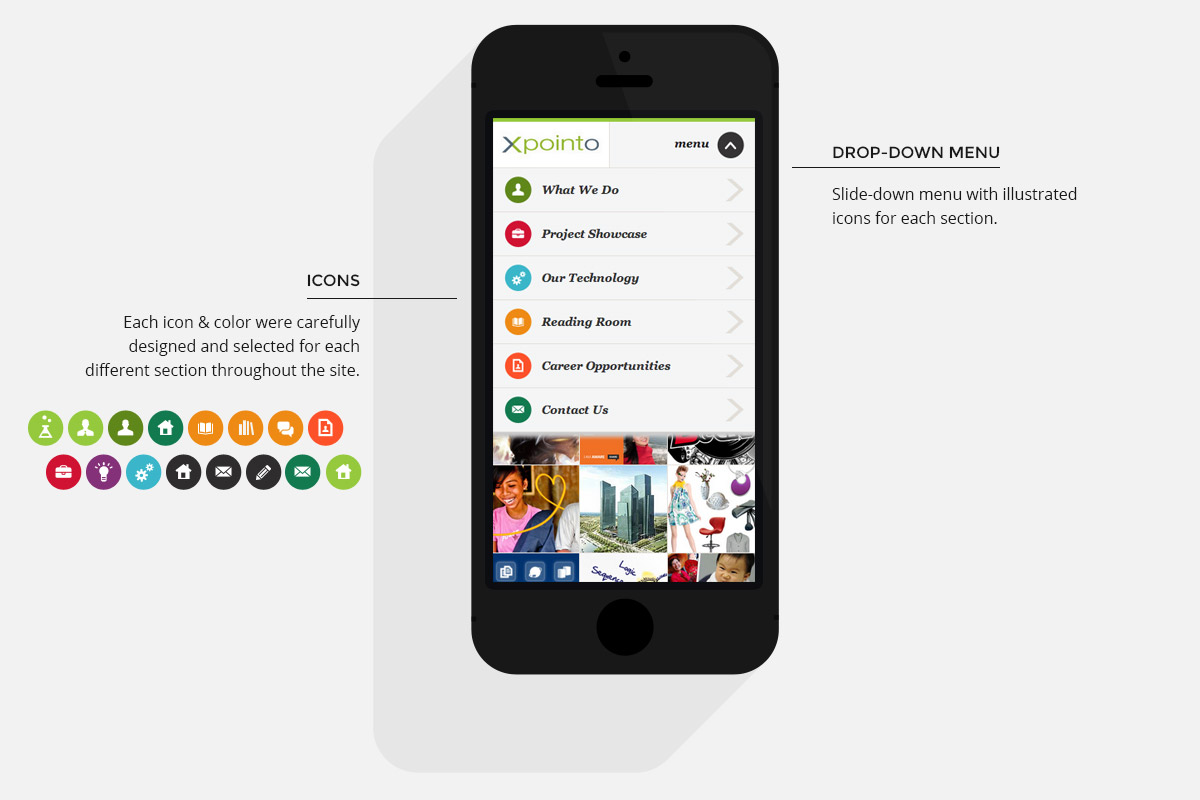 xpointo
menu
What We Do
Project Showcase
Our Technology
Reading Room
Career Opportunities
Contact Us
Logic
DROP-DOWN MENU
Slide-down menu with illustrated
icons for each section.
ICONS
Each icon & color were carefully
designed and selected for each
different section throughout the site.